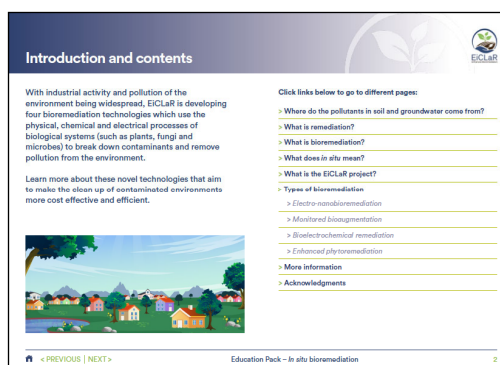 Introduction and contents
EiCLaR
With industrial activity and pollution of the
environment being widespread, EiCLaR is developing
four bioremediation technologies which use the
physical, chemical and electrical processes of
biological systems (such as plants, fungi and
microbes) to break down contaminants and remove
pollution from the environment.
Learn more about these novel technologies that aim
to make the clean up of contaminated environments
more cost effective and efficient.
Click links below to go to different pages:
> Where do the pollutants in soil and groundwater come from?
> What is remediation?
> What is bioremediation?
> What does in situ mean?
> What is the EiCLaR project?
> Types of bioremediation
> Electro-nanobioremediation
> Monitored bioaugmentation
> Bioelectrochemical remediation
> Enhanced phytoremediation
> More information
> Acknowledgments
< PREVIOUS | NEXT >
Education Pack – In situ bioremediation
2